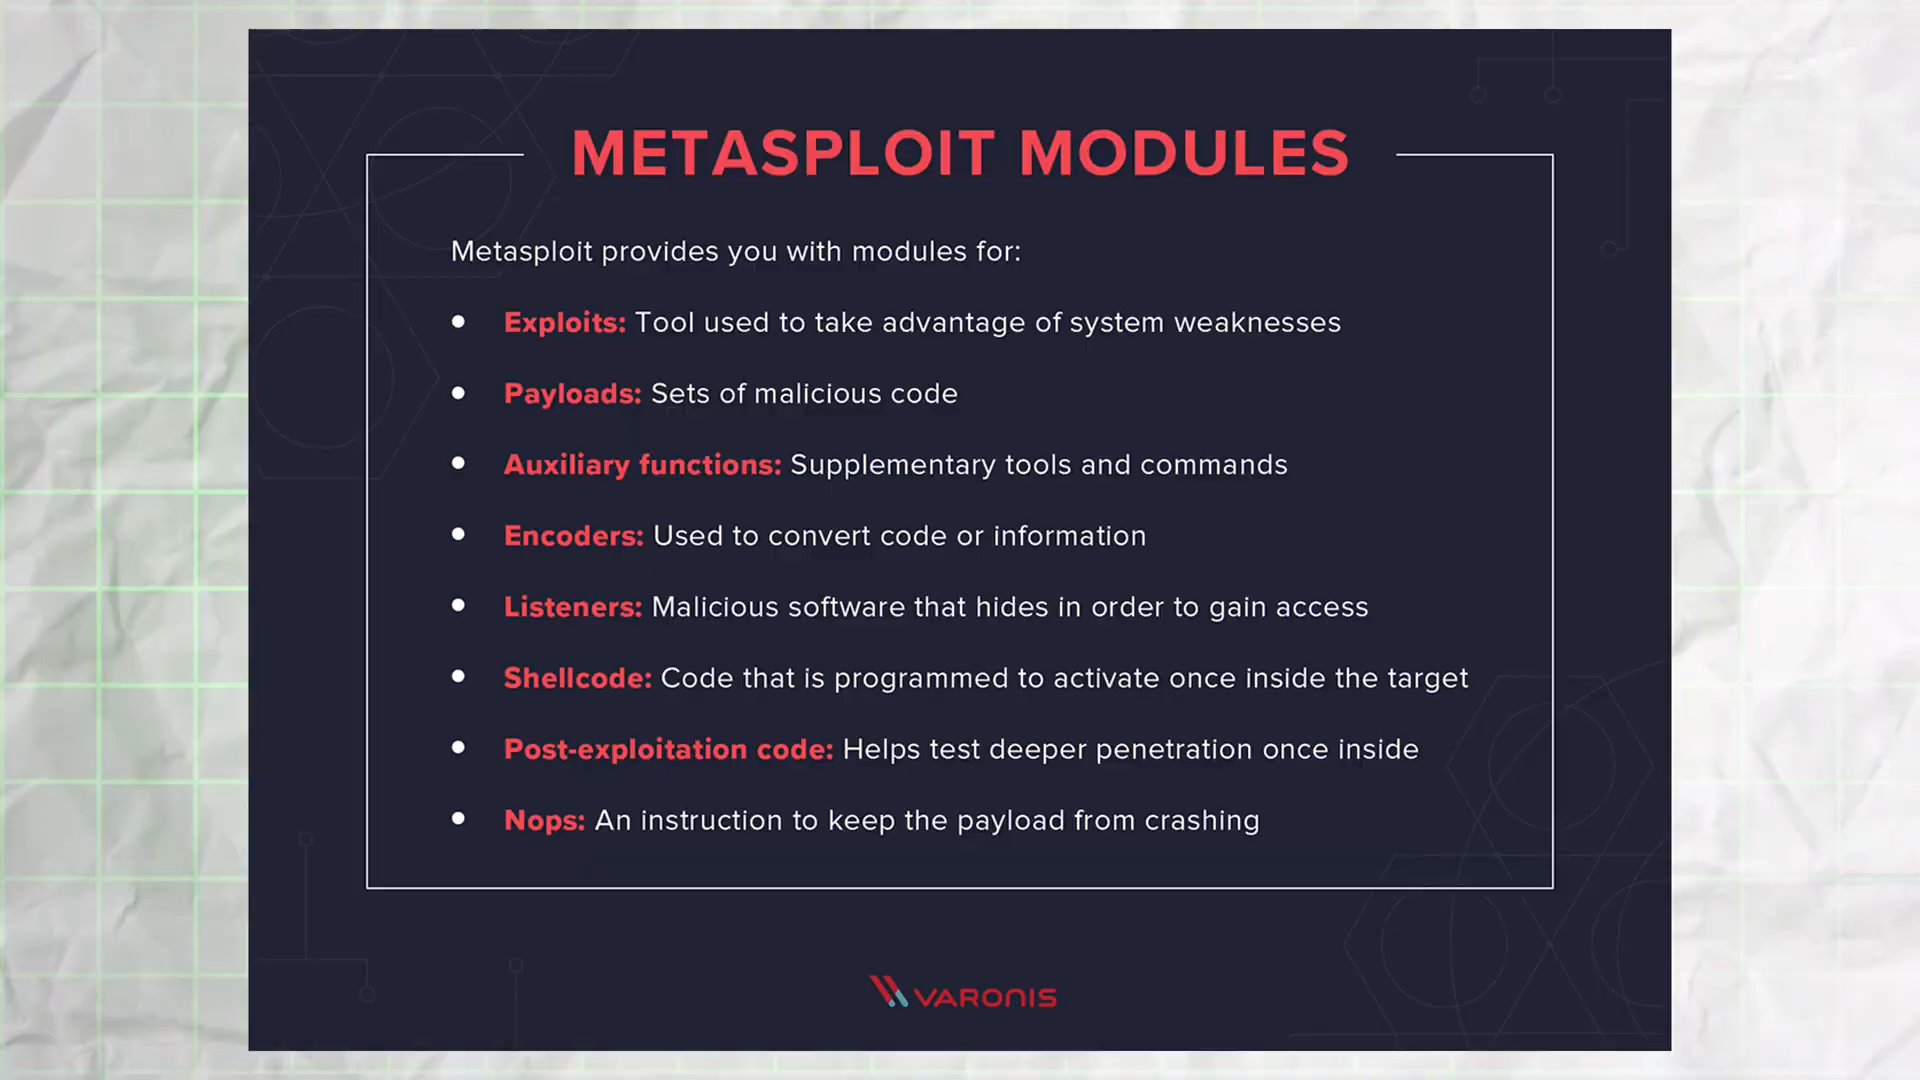 METASPLOIT MODULES
Metasploit provides you with modules for:
• Exploits: Tool used to take advantage of system weaknesses
• Payloads: Sets of malicious code
• Auxiliary functions: Supplementary tools and commands
• Encoders: Used to convert code or information
• Listeners: Malicious software that hides in order to gain access
• Shellcode: Code that is programmed to activate once inside the target
• Post-exploitation code: Helps test deeper penetration once inside
• Nops: An instruction to keep the payload from crashing
VARONIS